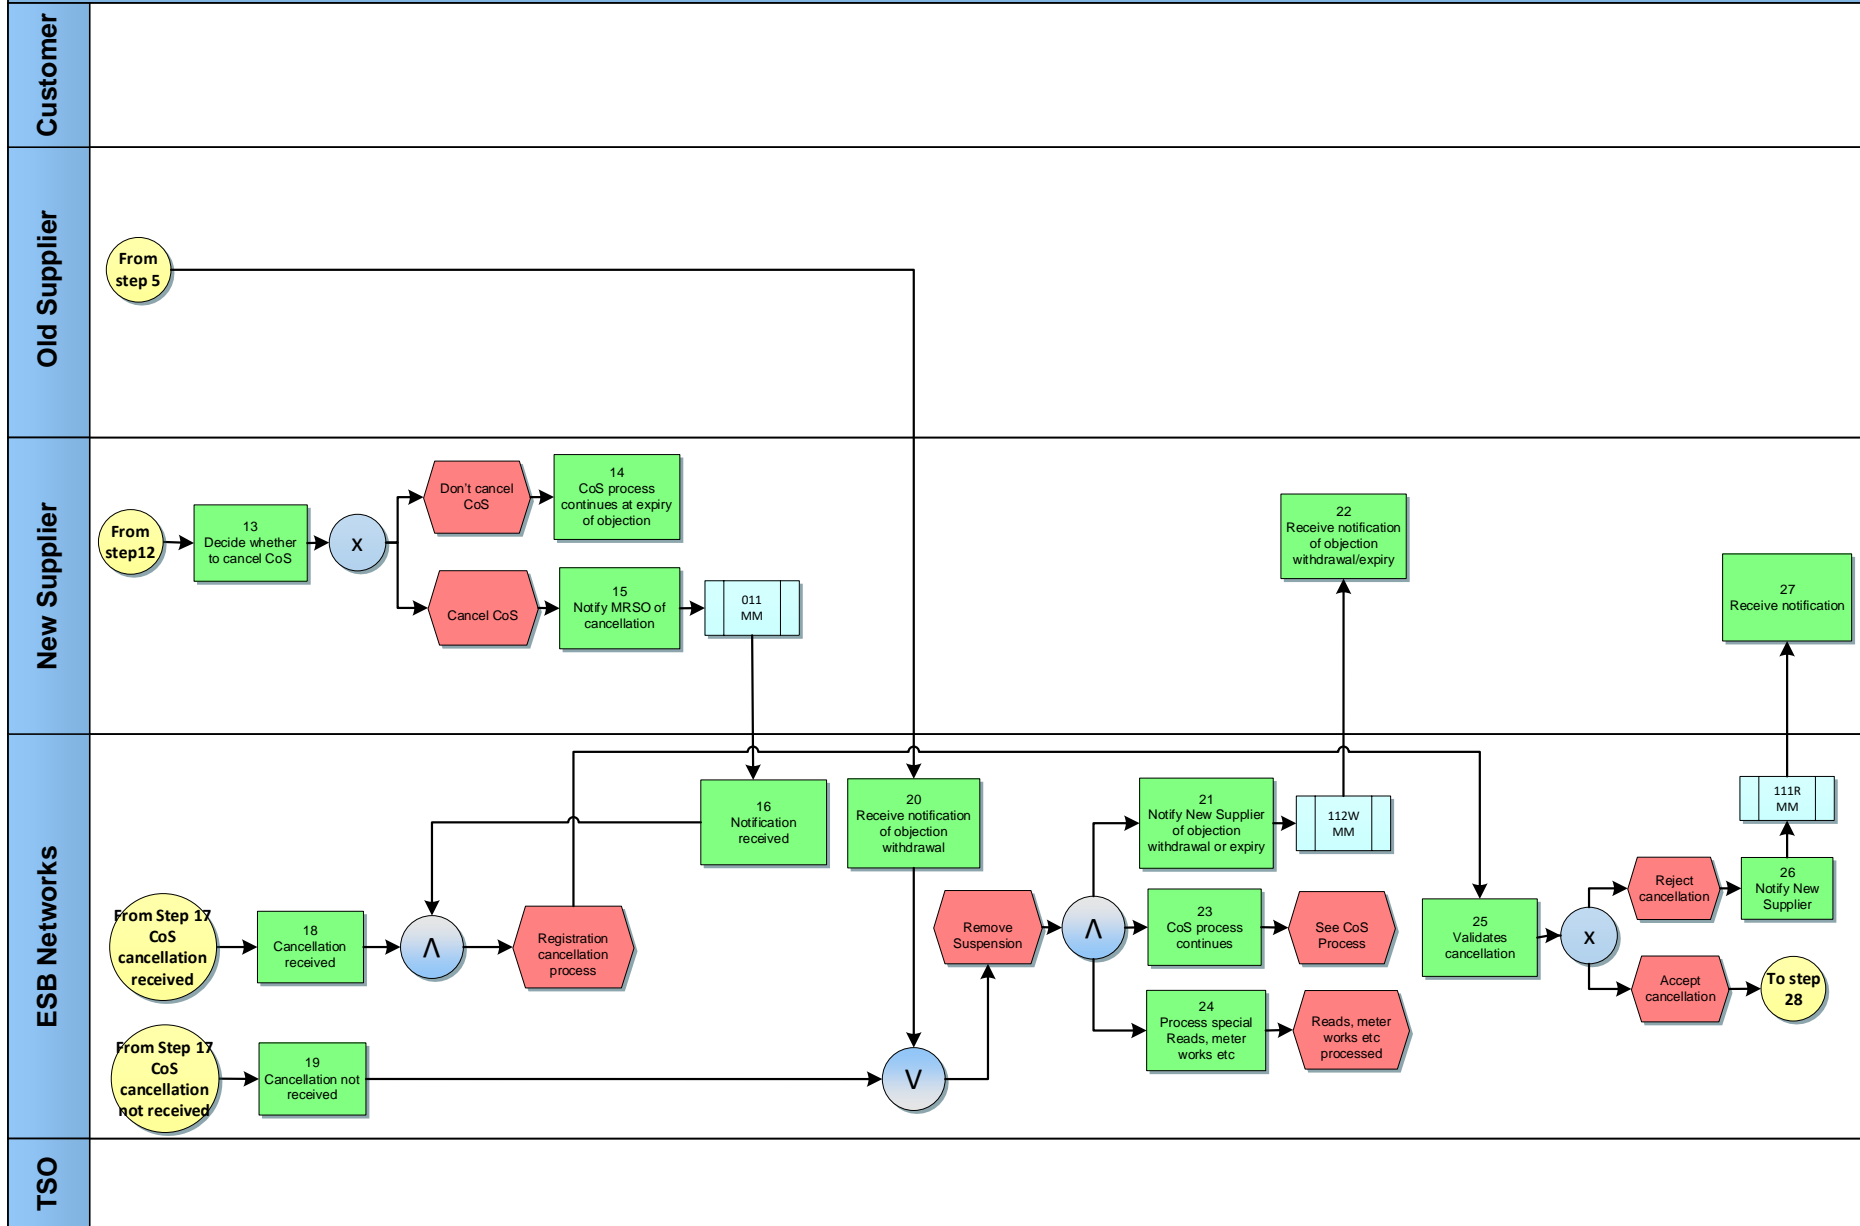 Customer
Old Supplier
From
step 5
New Supplier
From
step12
13
Decide whether
to cancel CoS
x
Don't cancel
CoS
14
CoS process
continues at expiry
of objection
Cancel CoS
15
Notify MRSO of
cancellation
011
MM
22
Receive notification
of objection
withdrawal/expiry
27
Receive notification
ESB Networks
16
Notification
received
20
Receive notification
of objection
withdrawal
21
Notify New Supplier
of objection
withdrawal or expiry
112W
MM
111R
MM
From Step 17
CoS
cancellation
received
18
Cancellation
received
Λ
Registration
cancellation
process
Remove
Suspension
Λ
23
CoS process
continues
See CoS
Process
25
Validates
cancellation
x
Reject
cancellation
26
Notify New
Supplier
Accept
cancellation
To step
28
24
Process special
Reads, meter
works etc
Reads, meter
works etc
processed
From Step 17
CoS
cancellation
not received
19
Cancellation not
received
V
TSO